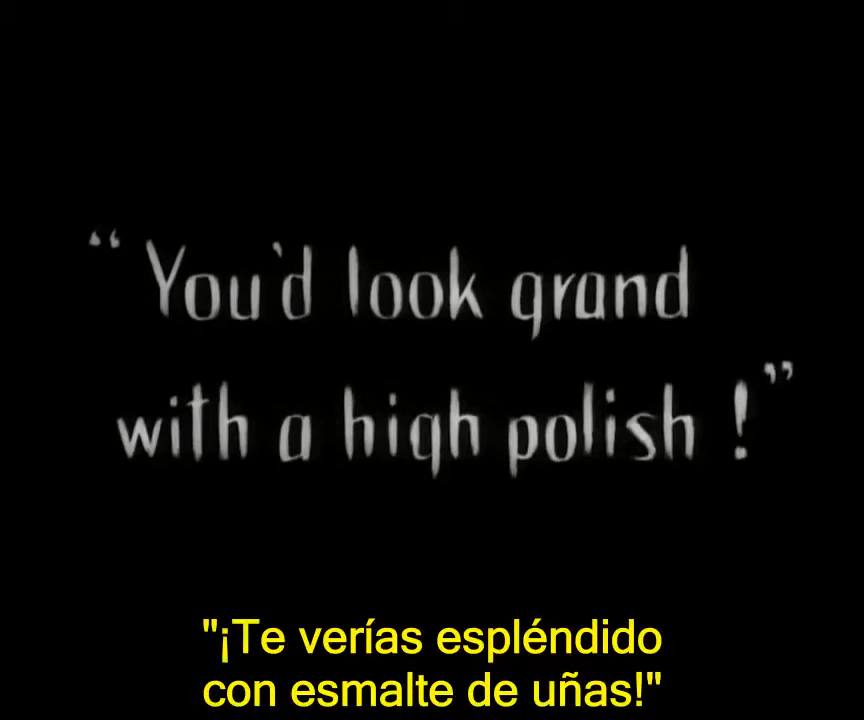 “You'd look grand
with a high polish!”
"¡Te verías espléndido
con esmalte de uñas!"